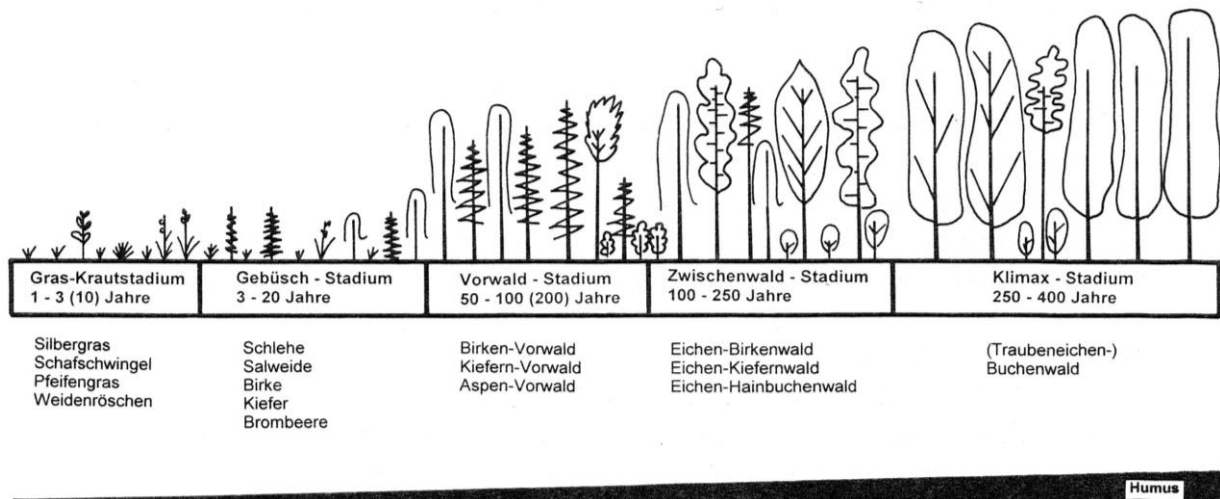 Gras-Krautstadium
1 - 3 (10) Jahre
Gebüsch - Stadium
3 - 20 Jahre
Vorwald - Stadium
50 - 100 (200) Jahre
Zwischenwald - Stadium
100 - 250 Jahre
Klimax - Stadium
250 - 400 Jahre
Silbergras
Schafschwingel
Pfeifengras
Weidenröschen
Schlehe
Salweide
Birke
Kiefer
Brombeere
Birken-Vorwald
Kiefern-Vorwald
Aspen-Vorwald
Eichen-Birkenwald
Eichen-Kiefernwald
Eichen-Hainbuchenwald
(Traubeneichen-)
Buchenwald
Humus